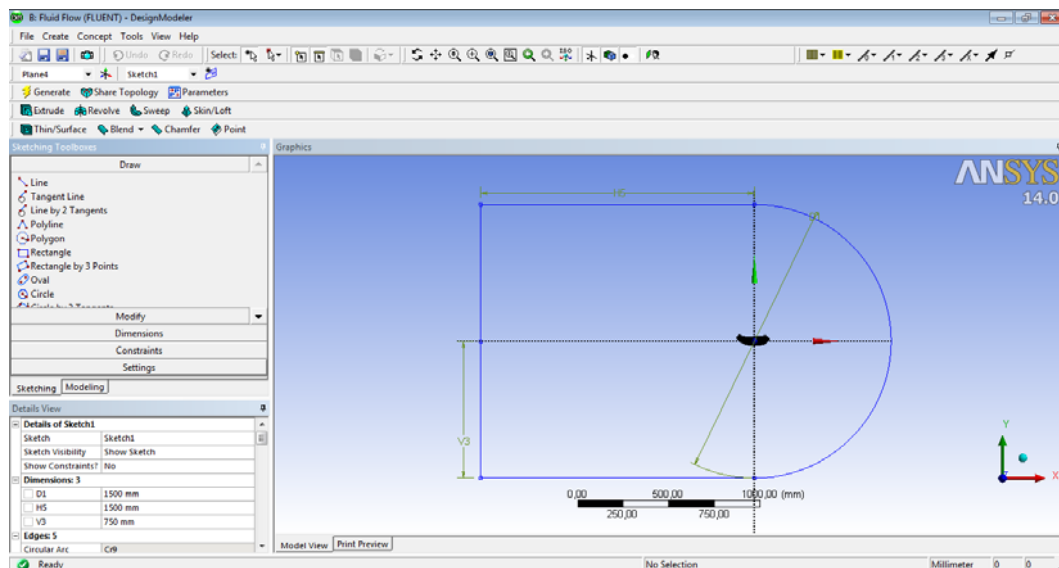 B: Fluid Flow (FLUENT) - DesignModeler
File Create Concept Tools View Help
Undo Redo Select:
Plane4 Sketch1
Generate Share Topology Parameters
Extrude Revolve Sweep Skin/Loft
Thin/Surface Blend Chamfer Point
Sketching Toolboxes
Draw
Line
Tangent Line
Line by 2 Tangents
Polyline
Polygon
Rectangle
Rectangle by 3 Points
Oval
Circle
Circle by 3 Tangents
Modify
Dimensions
Constraints
Settings
Sketching Modeling
Details View
Details of Sketch1
Sketch Sketch1
Sketch Visibility Show Sketch
Show Constraints? No
Dimensions: 3
D1 1500 mm
H5 1500 mm
V3 750 mm
Edges: 5
Circular Arc Cr9
Graphics
ANSYS
14.0
H5
V3
Y
X
0,00 500,00 1000,00 (mm)
250,00 750,00
Model View Print Preview
Ready No Selection Millimeter 0 0